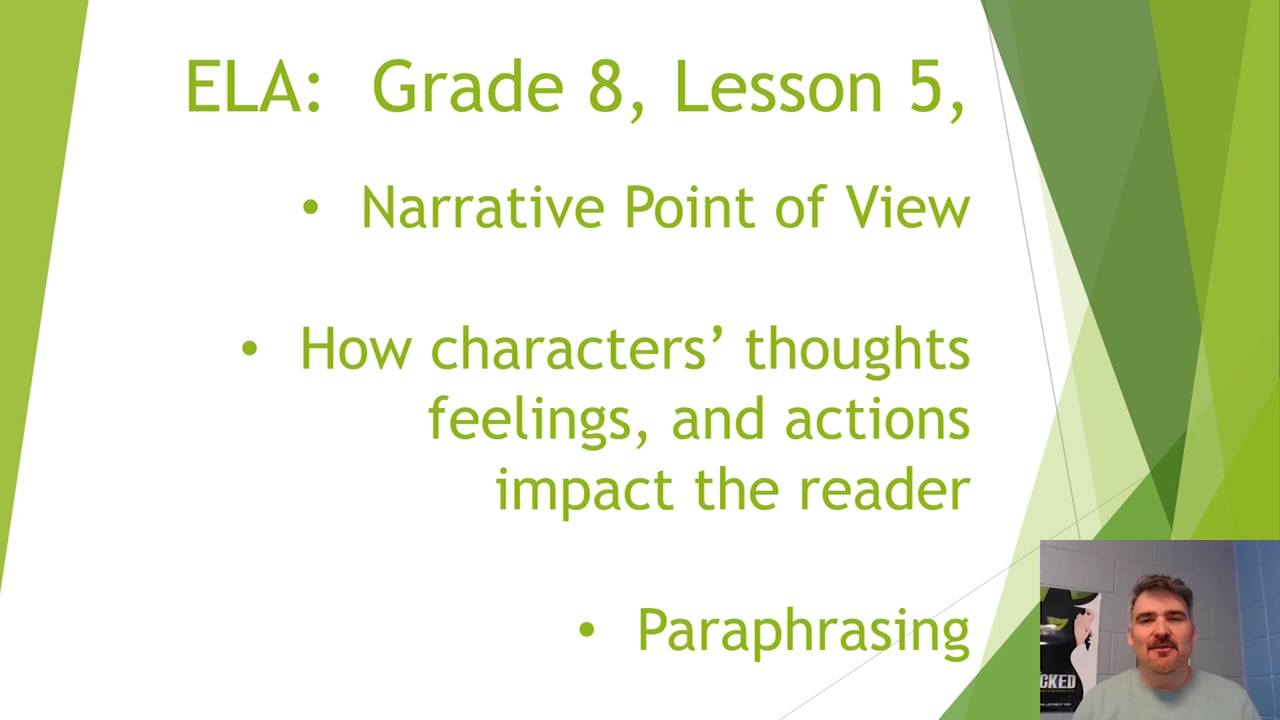 ELA: Grade 8, Lesson 5,
• Narrative Point of View
• How characters’ thoughts
feelings, and actions
impact the reader
• Paraphrasing
CKED